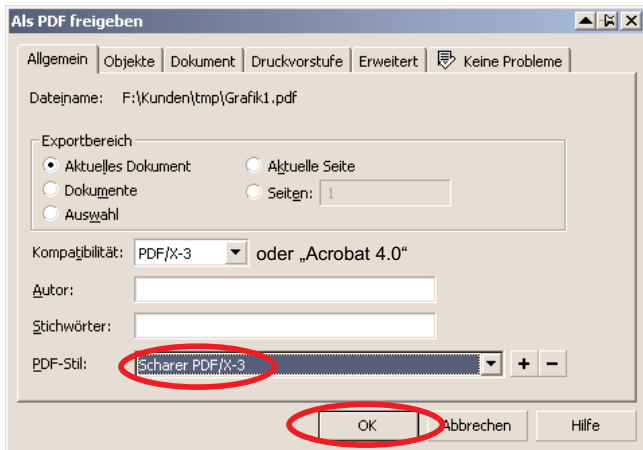 Als PDF freigeben
Allgemein Objekte Dokument Druckvorstufe Erweitert Keine Probleme
Dateiname: F:\Kunden\tmp\Grafik1.pdf
Exportbereich
Aktuelles Dokument Aktuelle Seite
Dokumente Seiten: 1
Auswahl
Kompatibilität: PDF/X-3 oder „Acrobat 4.0“
Autor:
Stichwörter:
PDF-Stil: Scharer PDF/X-3
OK Abbrechen Hilfe